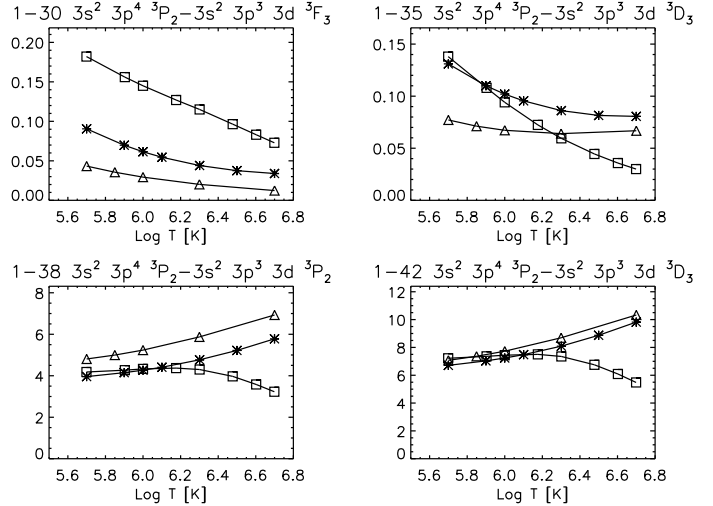 1−30 3s² 3p⁴ ³P₂−3s² 3p³ 3d ³F₃
0.20
0.15
0.10
0.05
0.00
5.6 5.8 6.0 6.2 6.4 6.6 6.8
Log T [K]
1−35 3s² 3p⁴ ³P₂−3s² 3p³ 3d ³D₃
0.15
0.10
0.05
0.00
5.6 5.8 6.0 6.2 6.4 6.6 6.8
Log T [K]
1−38 3s² 3p⁴ ³P₂−3s² 3p³ 3d ³P₂
8
6
4
2
0
5.6 5.8 6.0 6.2 6.4 6.6 6.8
Log T [K]
1−42 3s² 3p⁴ ³P₂−3s² 3p³ 3d ³D₃
12
10
8
6
4
2
0
5.6 5.8 6.0 6.2 6.4 6.6 6.8
Log T [K]